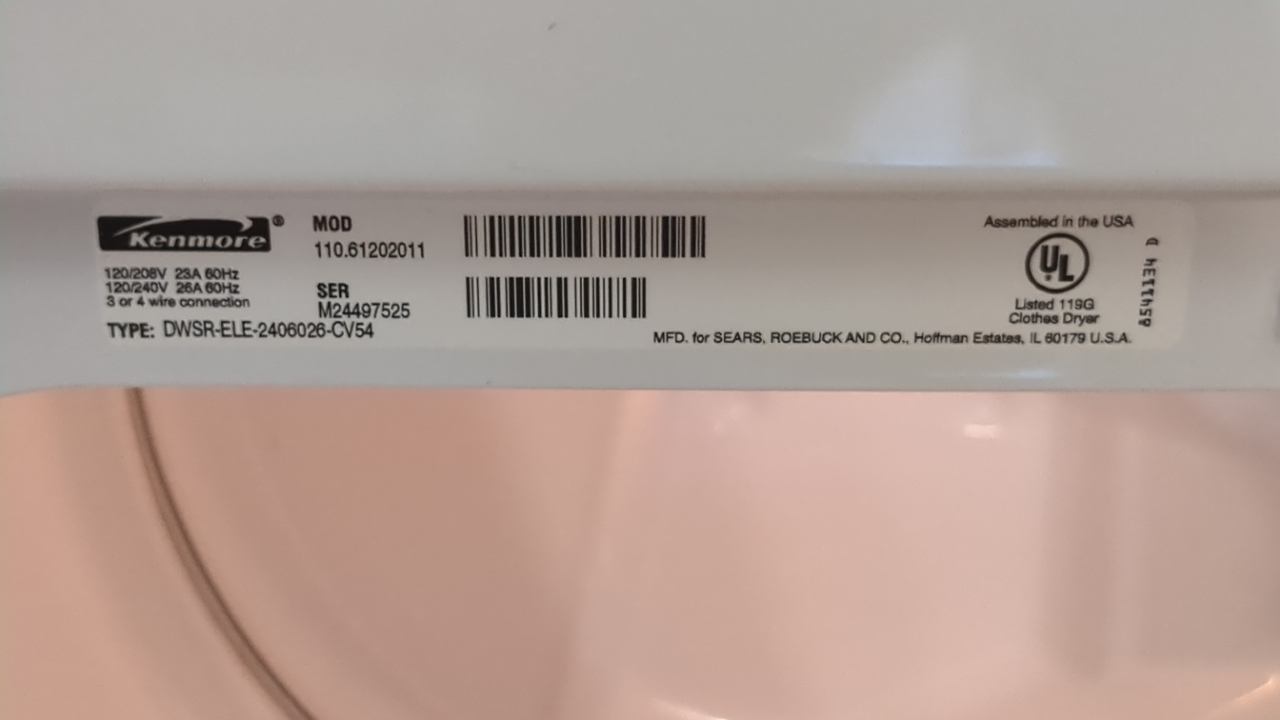 Kenmore®
120/208V 23A 60Hz
120/240V 26A 60Hz
3 or 4 wire connection
TYPE: DWSR-ELE-2406026-CV54
MOD
110.61202011
SER
M24497525
Assembled in the USA
UL
Listed 119G
Clothes Dryer
MFD. for SEARS, ROEBUCK AND CO., Hoffman Estates, IL 60179 U.S.A.